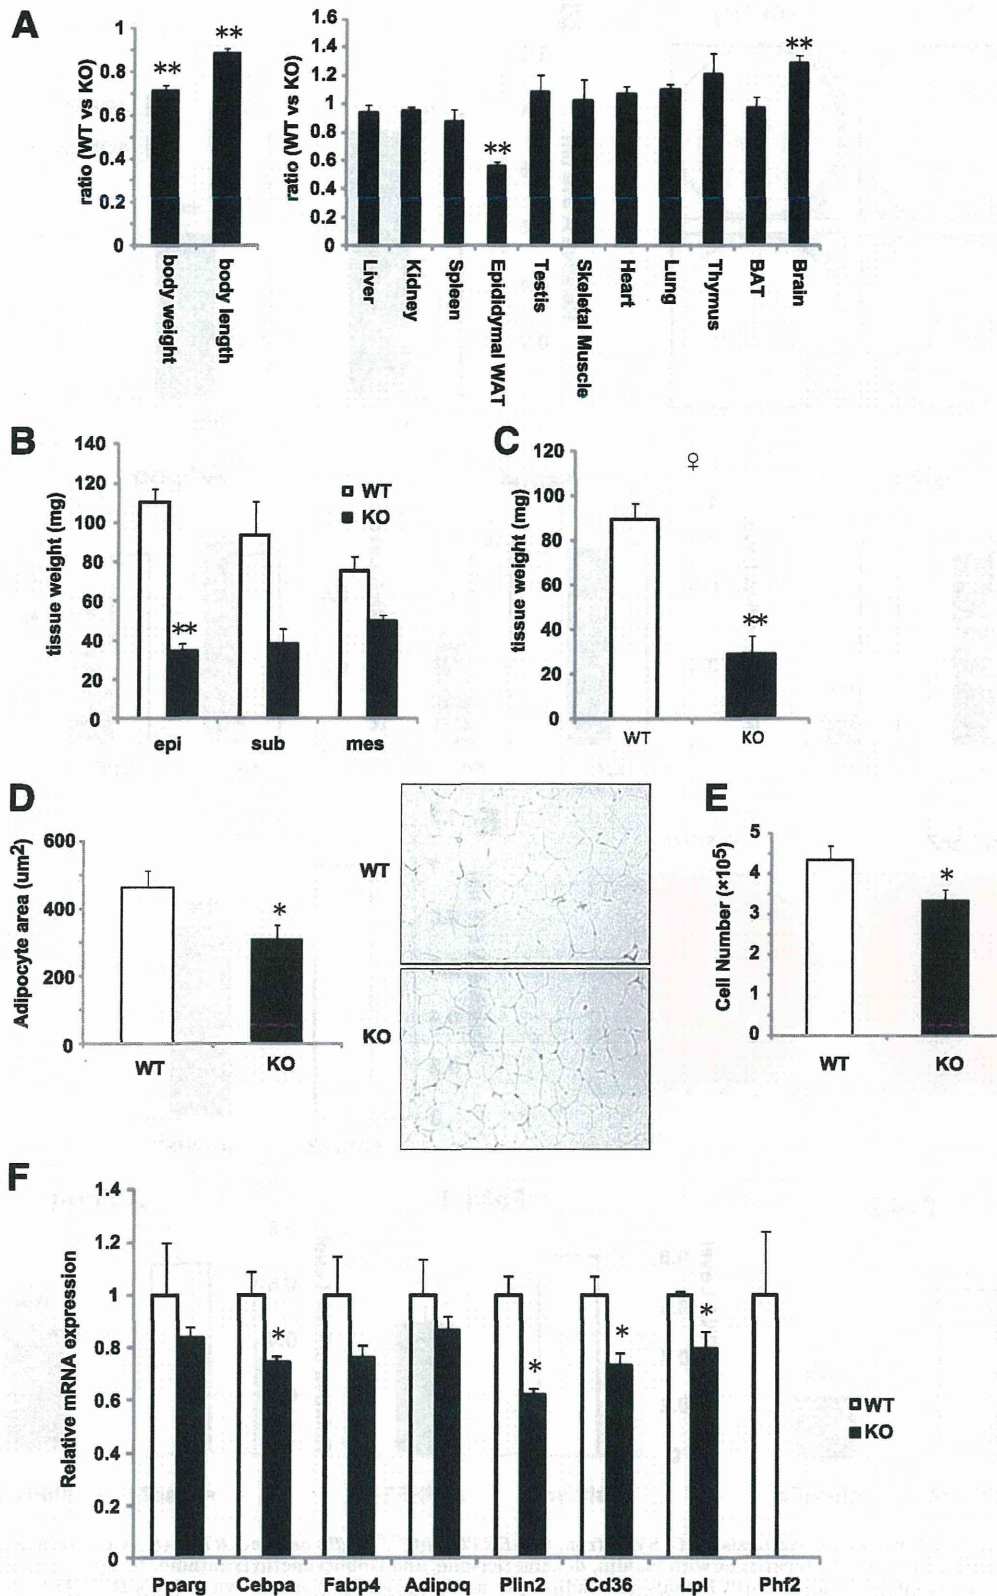 A
ratio (WT vs KO)
1
0.8
0.6
0.4
0.2
0
**
**
body weight
body length
ratio (WT vs KO)
1.6
1.4
1.2
1
0.8
0.6
0.4
0.2
0
**
**
Liver
Kidney
Spleen
Epididymal WAT
Testis
Skeletal Muscle
Heart
Lung
Thymus
BAT
Brain
B
tissue weight (mg)
140
120
100
80
60
40
20
0
WT
KO
**
epi sub mes
C
tissue weight (mg)
120
100
80
60
40
20
0
♀
**
WT KO
D
Adipocyte area (um²)
600
400
200
0
*
WT KO
WT
KO
E
Cell Number (×10⁵)
5
4
3
2
1
0
*
WT KO
F
Relative mRNA expression
1.4
1.2
1
0.8
0.6
0.4
0.2
0
*
*
*
*
WT
KO
Pparg Cebpa Fabp4 Adipoq Plin2 Cd36 Lpl Phf2